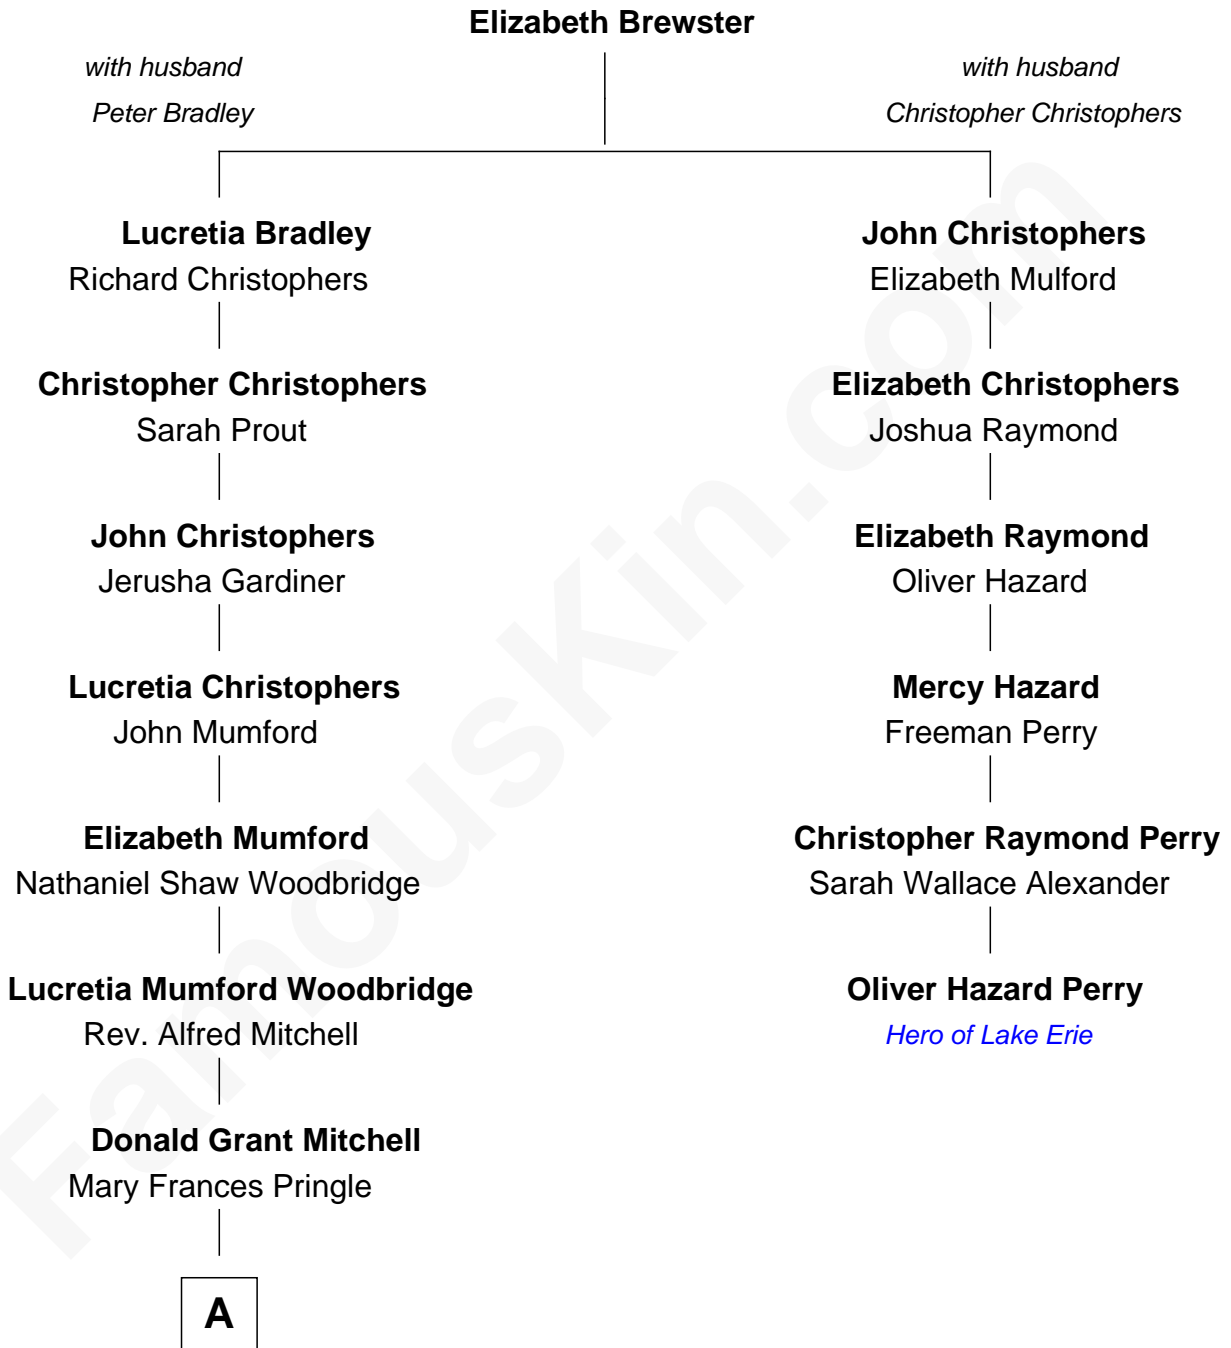 Elizabeth Brewster
with husband
Peter Bradley
with husband
Christopher Christophers
Lucretia Bradley
Richard Christophers
John Christophers
Elizabeth Mulford
Christopher Christophers
Sarah Prout
Elizabeth Christophers
Joshua Raymond
John Christophers
Jerusha Gardiner
Elizabeth Raymond
Oliver Hazard
Lucretia Christophers
John Mumford
Mercy Hazard
Freeman Perry
Elizabeth Mumford
Nathaniel Shaw Woodbridge
Christopher Raymond Perry
Sarah Wallace Alexander
Lucretia Mumford Woodbridge
Rev. Alfred Mitchell
Oliver Hazard Perry
Hero of Lake Erie
Donald Grant Mitchell
Mary Frances Pringle
A
FamousKin.com